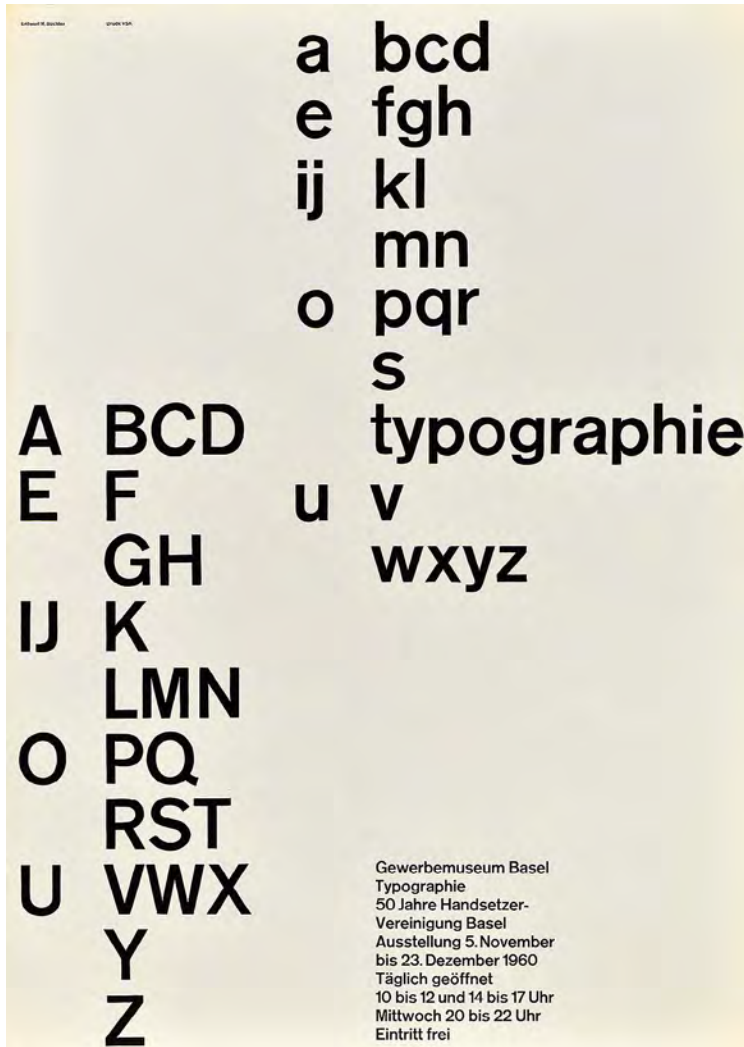 a bcd
e fgh
ij kl
mn
o pqr
s
typographie
u v
wxyz
A BCD
E F
GH
IJ K
LMN
O PQ
RST
U VWX
Y
Z
Gewerbemuseum Basel
Typographie
50 Jahre Handsetzer-
Vereinigung Basel
Ausstellung 5. November
bis 23. Dezember 1960
Täglich geöffnet
10 bis 12 und 14 bis 17 Uhr
Mittwoch 20 bis 22 Uhr
Eintritt frei